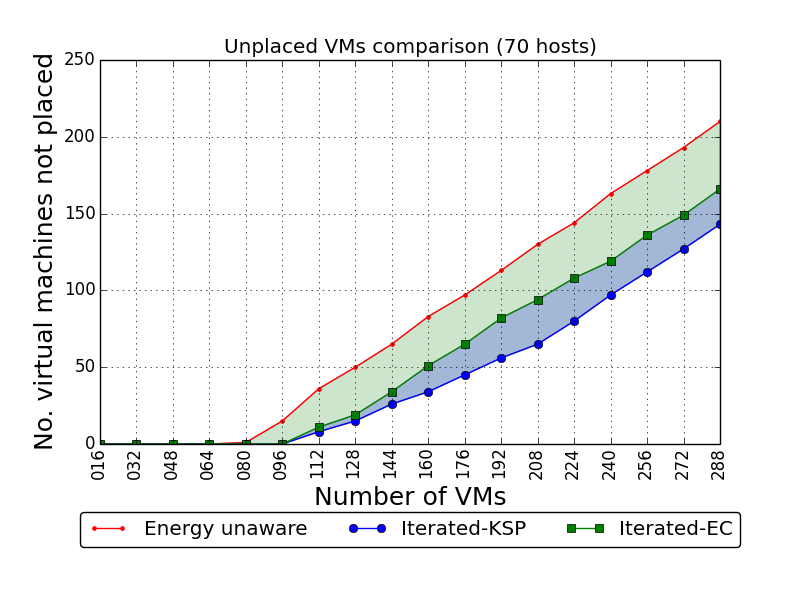 Unplaced VMs comparison (70 hosts)
No. virtual machines not placed
250
200
150
100
50
0
016 032 048 064 080 096 112 128 144 160 176 192 208 224 240 256 272 288
Number of VMs
Energy unaware Iterated-KSP Iterated-EC